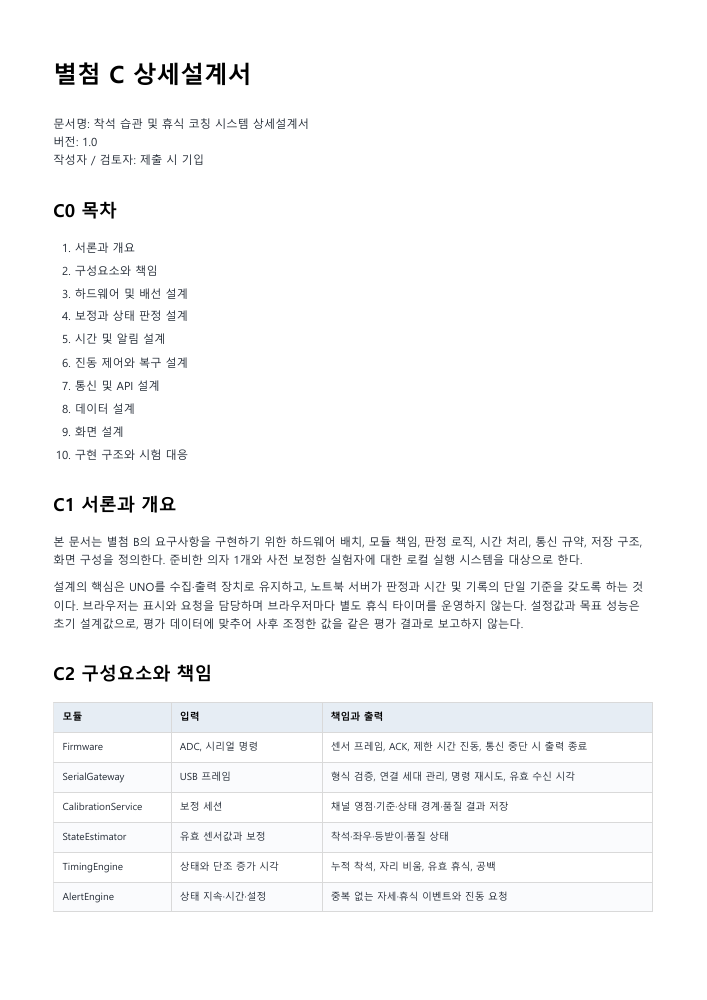 별첨 C 상세설계서
문서명: 착석 습관 및 휴식 코칭 시스템 상세설계서
버전: 1.0
작성자 / 검토자: 제출 시 기입
C0 목차
1. 서론과 개요
2. 구성요소와 책임
3. 하드웨어 및 배선 설계
4. 보정과 상태 판정 설계
5. 시간 및 알림 설계
6. 진동 제어와 복구 설계
7. 통신 및 API 설계
8. 데이터 설계
9. 화면 설계
10. 구현 구조와 시험 대응
C1 서론과 개요
본 문서는 별첨 B의 요구사항을 구현하기 위한 하드웨어 배치, 모듈 책임, 판정 로직, 시간 처리, 통신 규약, 저장 구조,
화면 구성을 정의한다. 준비한 의자 1개와 사전 보정한 실험자에 대한 로컬 실행 시스템을 대상으로 한다.
설계의 핵심은 UNO를 수집·출력 장치로 유지하고, 노트북 서버가 판정과 시간 및 기록의 단일 기준을 갖도록 하는 것
이다. 브라우저는 표시와 요청을 담당하며 브라우저마다 별도 휴식 타이머를 운영하지 않는다. 설정값과 목표 성능은
초기 설계값으로, 평가 데이터에 맞추어 사후 조정한 값을 같은 평가 결과로 보고하지 않는다.
C2 구성요소와 책임
모듈 입력 책임과 출력
Firmware ADC, 시리얼 명령 센서 프레임, ACK, 제한 시간 진동, 통신 중단 시 출력 종료
SerialGateway USB 프레임 형식 검증, 연결 세대 관리, 명령 재시도, 유효 수신 시각
CalibrationService 보정 세션 채널 영점·기준·상태 경계·품질 결과 저장
StateEstimator 유효 센서값과 보정 착석·좌우·등받이·품질 상태
TimingEngine 상태와 단조 증가 시각 누적 착석, 자리 비움, 유효 휴식, 공백
AlertEngine 상태 지속·시간·설정 중복 없는 자세·휴식 이벤트와 진동 요청